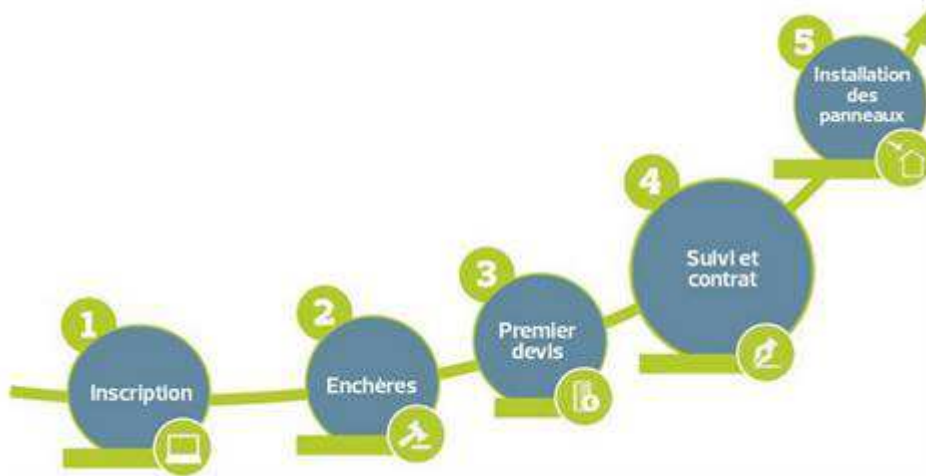 1
Inscription
2
Enchères
3
Premier
devis
4
Suivi et
contrat
5
Installation
des
panneaux